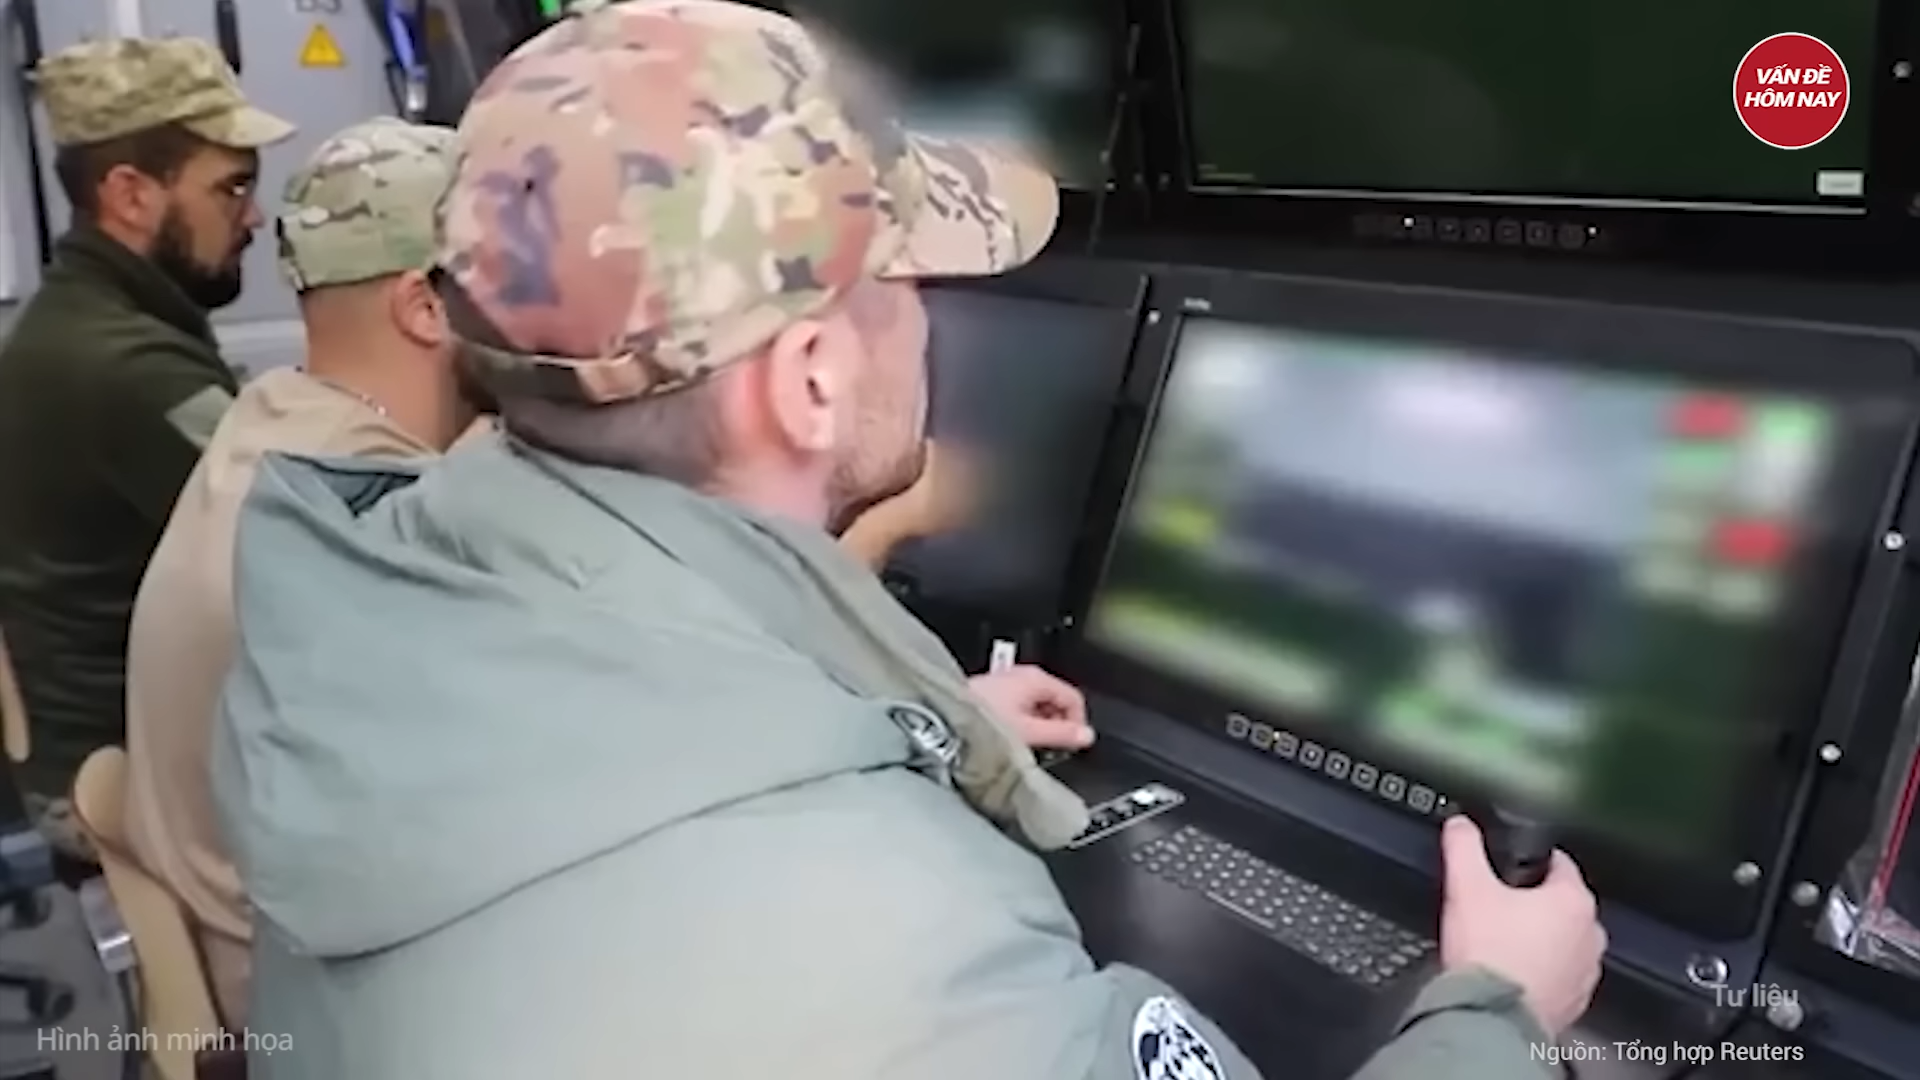 VẤN ĐỀ
HÔM NAY
Tư liệu
Hình ảnh minh họa
Nguồn: Tổng hợp Reuters